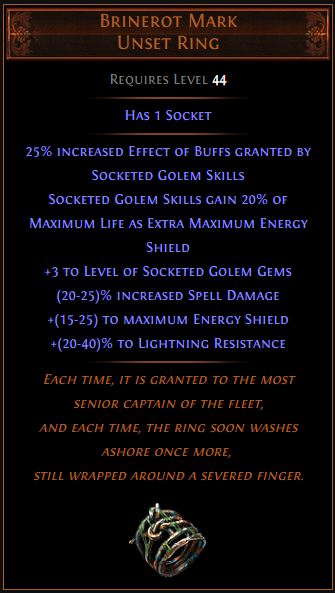 Brinerot Mark
Unset Ring
Requires Level 44
Has 1 Socket
25% increased Effect of Buffs granted by
Socketed Golem Skills
Socketed Golem Skills gain 20% of
Maximum Life as Extra Maximum Energy
Shield
+3 to Level of Socketed Golem Gems
(20-25)% increased Spell Damage
+(15-25) to maximum Energy Shield
+(20-40)% to Lightning Resistance
Each time, it is granted to the most
senior captain of the fleet,
and each time, the ring soon washes
ashore once more,
still wrapped around a severed finger.